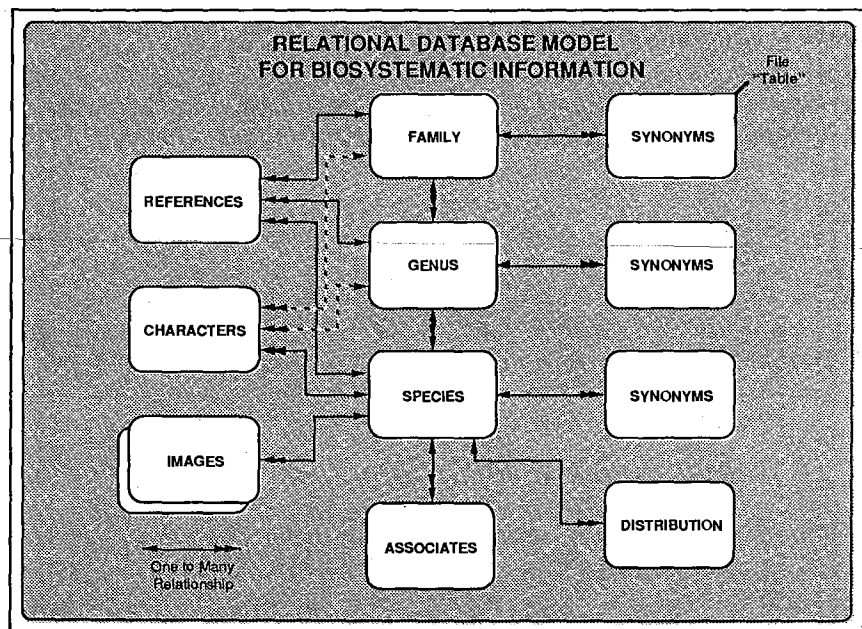 RELATIONAL DATABASE MODEL
FOR BIOSYSTEMATIC INFORMATION
File
"Table"
FAMILY
SYNONYMS
REFERENCES
GENUS
SYNONYMS
CHARACTERS
SPECIES
SYNONYMS
IMAGES
ASSOCIATES
DISTRIBUTION
One to Many
Relationship